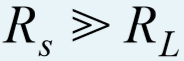 Rₛ ≫ R_L